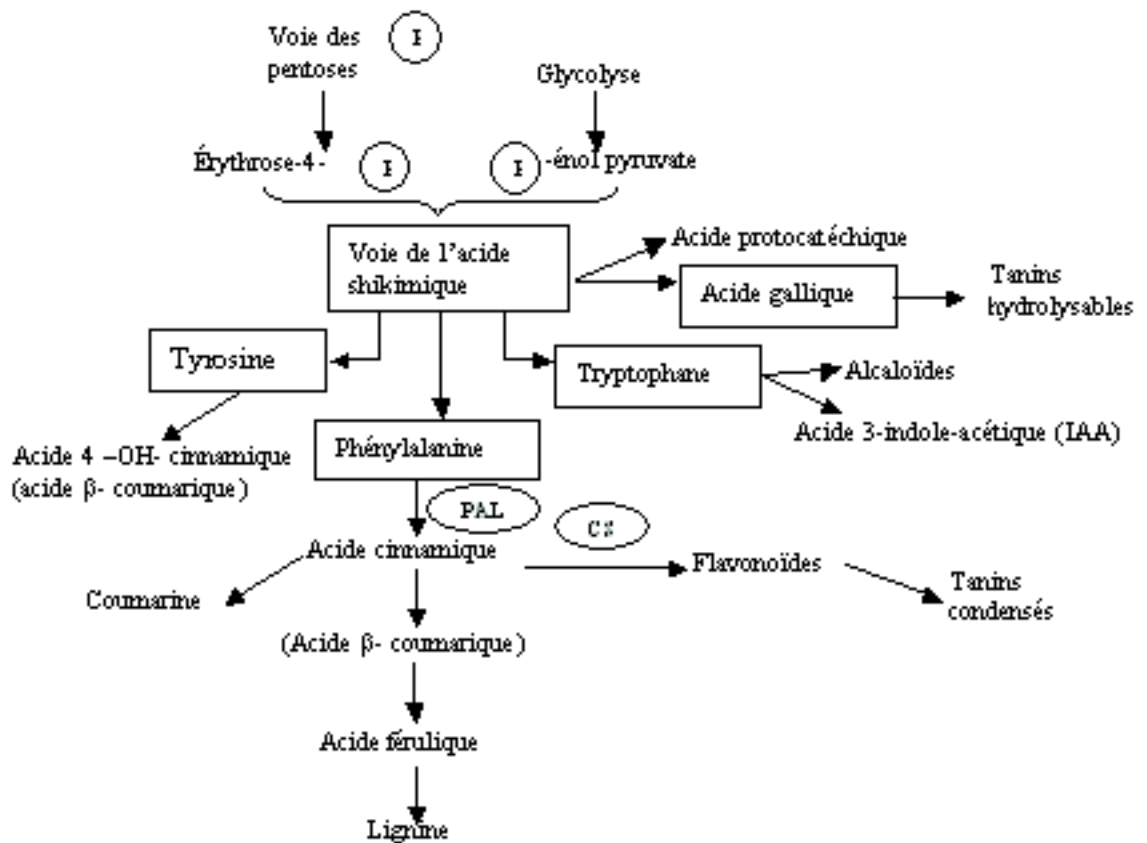 Voie des
pentoses
P
Glycolyse
Érythrose-4-
P
P
-énol pyruvate
Voie de l'acide
shikimique
Acide protocatéchique
Acide gallique
Tanins
hydrolysables
Tyrosine
Tryptophane
Alcaloïdes
Acide 3-indole-acétique (IAA)
Acide 4 –OH- cinnamique
(acide β- coumarique)
Phénylalanine
PAL
CS
Acide cinnamique
Flavonoïdes
Tanins
condensés
Coumarine
(Acide β- coumarique)
Acide férulique
Lignine